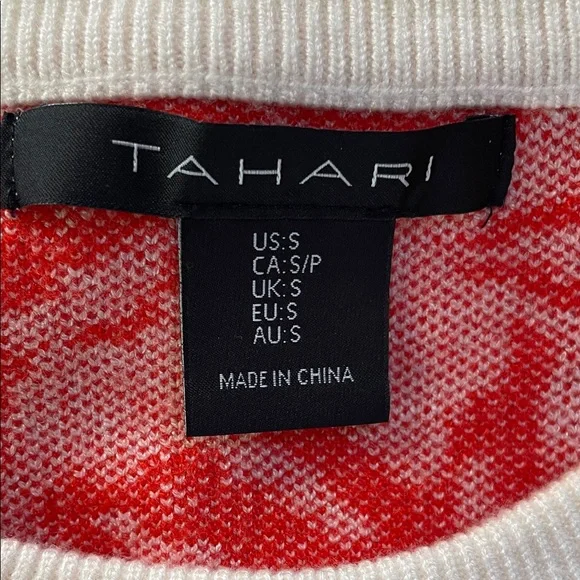 TAHARI
US:S
CA:S/P
UK:S
EU:S
AU:S
MADE IN CHINA